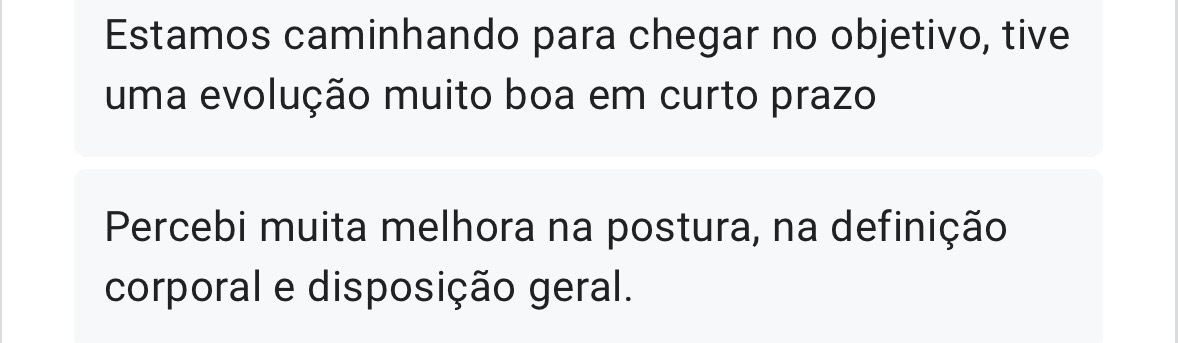 Estamos caminhando para chegar no objetivo, tive
uma evolução muito boa em curto prazo
Percebi muita melhora na postura, na definição
corporal e disposição geral.